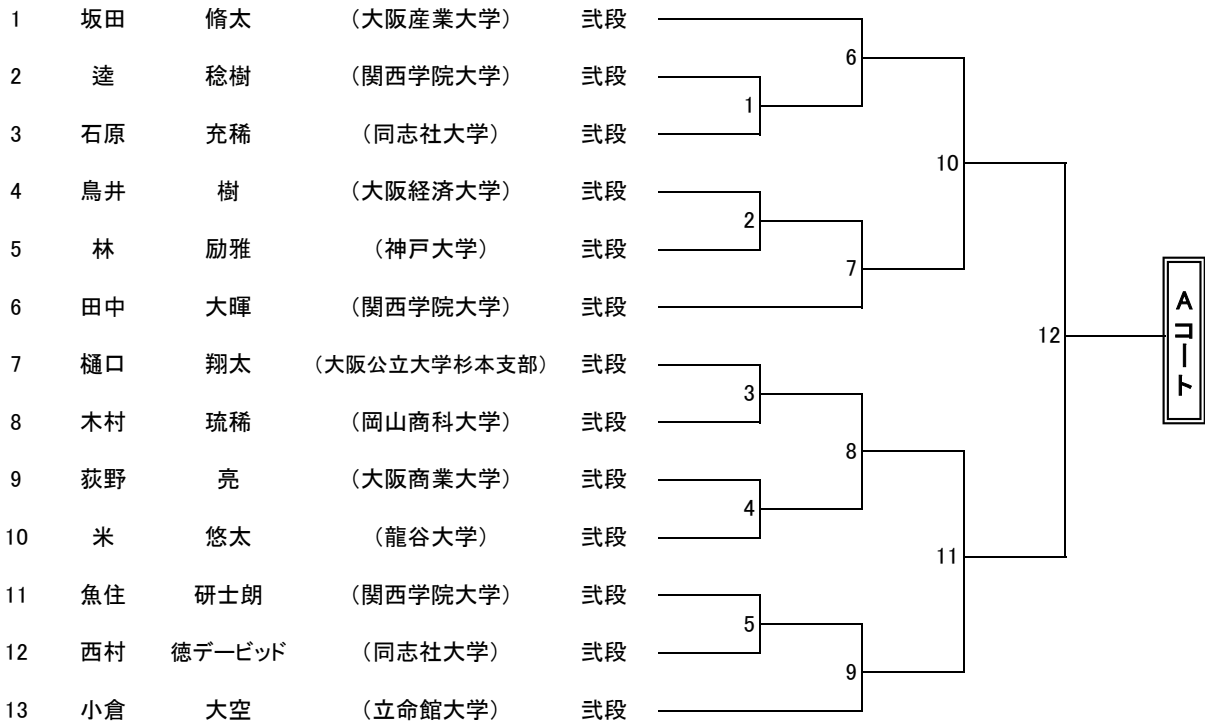 1 坂田 脩太 （大阪産業大学） 弐段
6
2 逵 稔樹 （関西学院大学） 弐段
1
3 石原 充稀 （同志社大学） 弐段
10
4 鳥井 樹 （大阪経済大学） 弐段
2
5 林 励雅 （神戸大学） 弐段
7
6 田中 大暉 （関西学院大学） 弐段
12
Aコート
7 樋口 翔太 （大阪公立大学杉本支部） 弐段
3
8 木村 琉稀 （岡山商科大学） 弐段
8
9 荻野 亮 （大阪商業大学） 弐段
4
10 米 悠太 （龍谷大学） 弐段
11
11 魚住 研士朗 （関西学院大学） 弐段
5
12 西村 徳デービッド （同志社大学） 弐段
9
13 小倉 大空 （立命館大学） 弐段